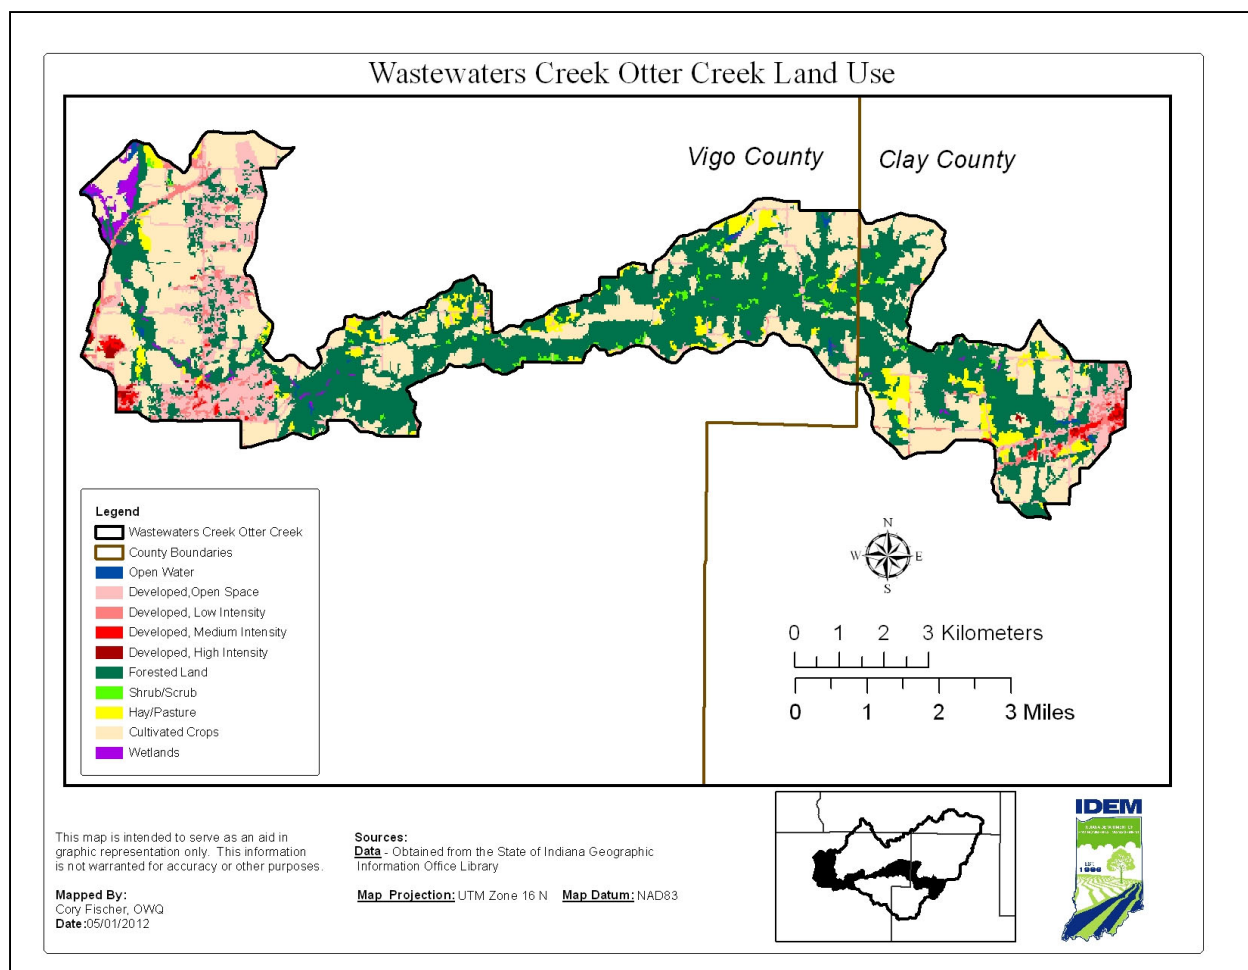 Wastewaters Creek Otter Creek Land Use
Vigo County
Clay County
Legend
Wastewaters Creek Otter Creek
County Boundaries
Open Water
Developed,Open Space
Developed, Low Intensity
Developed, Medium Intensity
Developed, High Intensity
Forested Land
Shrub/Scrub
Hay/Pasture
Cultivated Crops
Wetlands
N
W E
S
0 1 2 3 Kilometers
0 1 2 3 Miles
This map is intended to serve as an aid in
graphic representation only. This information
is not warranted for accuracy or other purposes.
Mapped By:
Cory Fischer, OWQ
Date:05/01/2012
Sources:
Data - Obtained from the State of Indiana Geographic
Information Office Library
Map Projection: UTM Zone 16 N Map Datum: NAD83
IDEM
EST.
1986